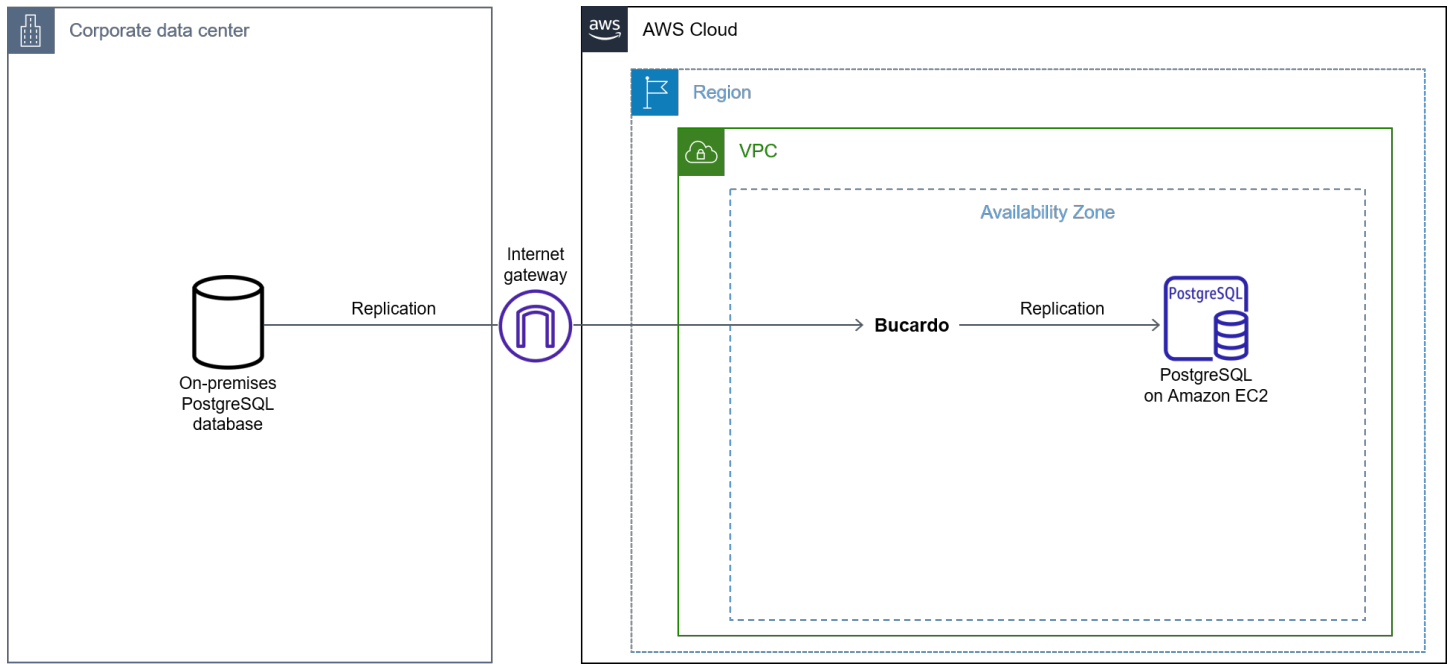 Corporate data center
aws
AWS Cloud
Region
VPC
Availability Zone
Internet
gateway
Replication
Bucardo
Replication
PostgreSQL
On-premises
PostgreSQL
database
PostgreSQL
on Amazon EC2